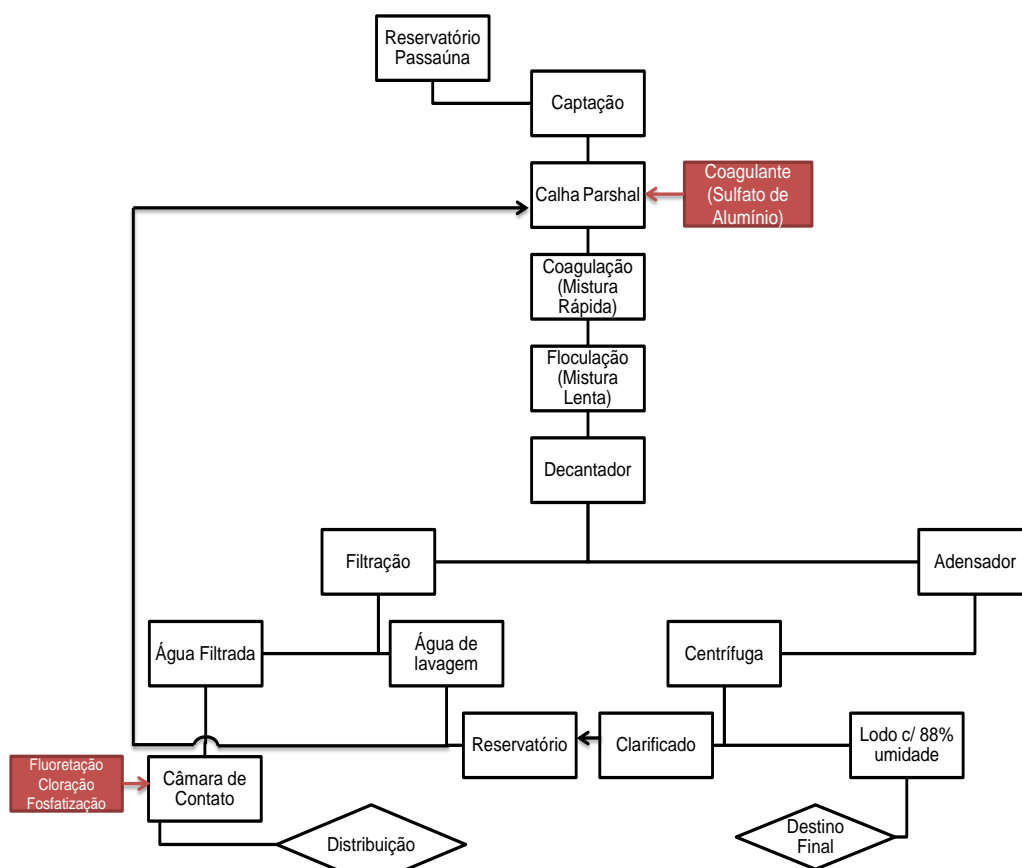 Reservatório
Passaúna
Captação
Calha Parshal
Coagulante
(Sulfato de
Alumínio)
Coagulação
(Mistura
Rápida)
Floculação
(Mistura
Lenta)
Decantador
Filtração
Adensador
Água Filtrada
Água de
lavagem
Centrífuga
Reservatório
Clarificado
Lodo c/ 88%
umidade
Fluoretação
Cloração
Fosfatização
Câmara de
Contato
Distribuição
Destino
Final